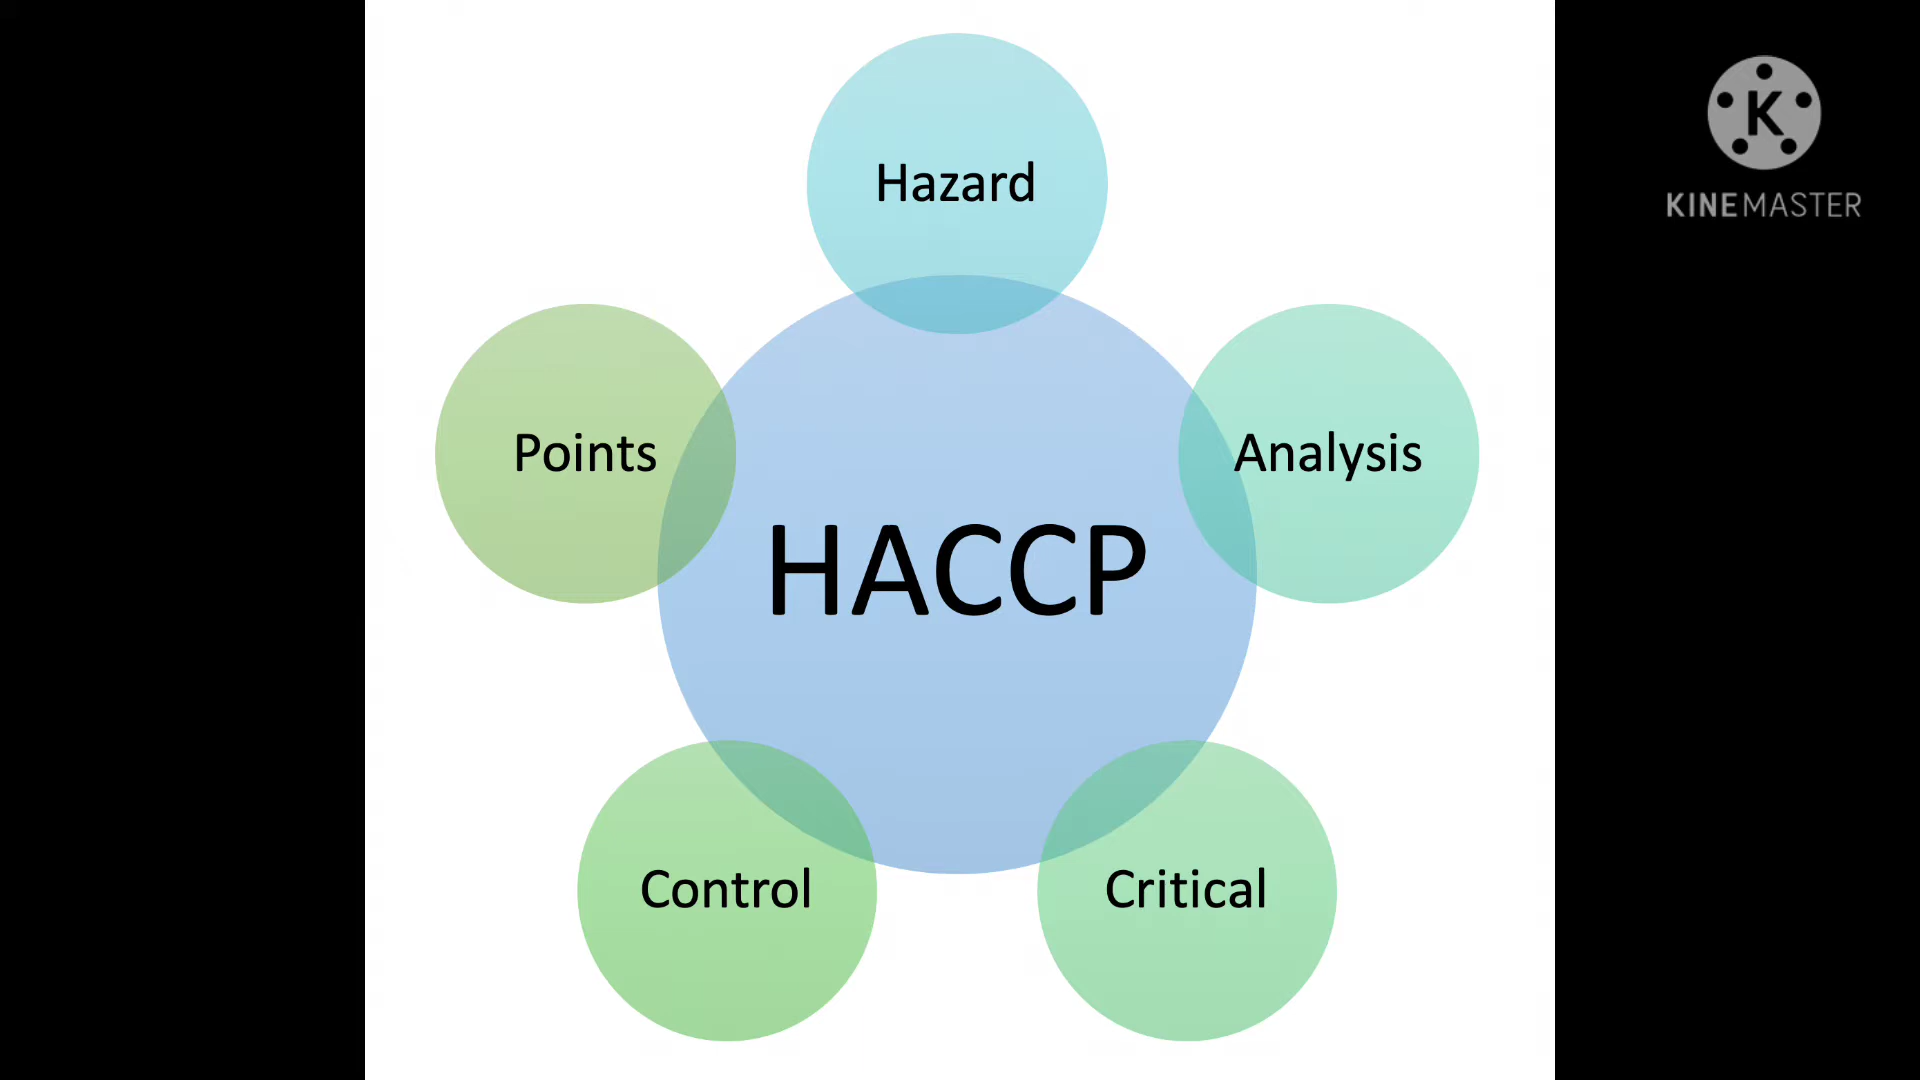 Hazard
Analysis
Critical
Control
Points
HACCP
K
KINEMASTER